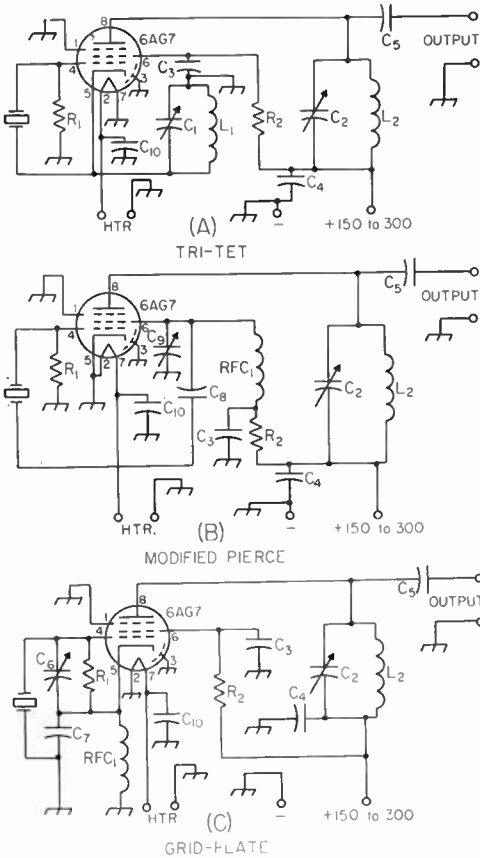 8
6AG7
C5
OUTPUT
1
4
6
3
5 2 7
C3
R1
C10
C1
L1
R2
C2
L2
C4
HTR
(A)
–
+150 to 300
TRI-TET
8
6AG7
C5
OUTPUT
1
4
6
3
5 2 7
C9
R1
C10
C8
RFC1
C3
R2
C2
L2
C4
HTR.
(B)
–
+150 to 300
MODIFIED PIERCE
8
6AG7
C5
OUTPUT
1
4
6
3
5 2 7
C6
R1
C3
R2
C2
L2
C4
C7
C10
RFC1
HTR
(C)
–
+150 to 300
GRID-PLATE